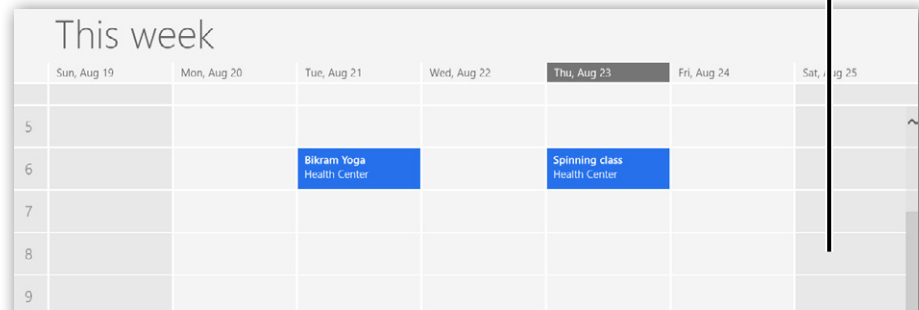 This week
Sun, Aug 19 Mon, Aug 20 Tue, Aug 21 Wed, Aug 22 Thu, Aug 23 Fri, Aug 24 Sat, Aug 25
5
6
Bikram Yoga
Health Center
Spinning class
Health Center
7
8
9